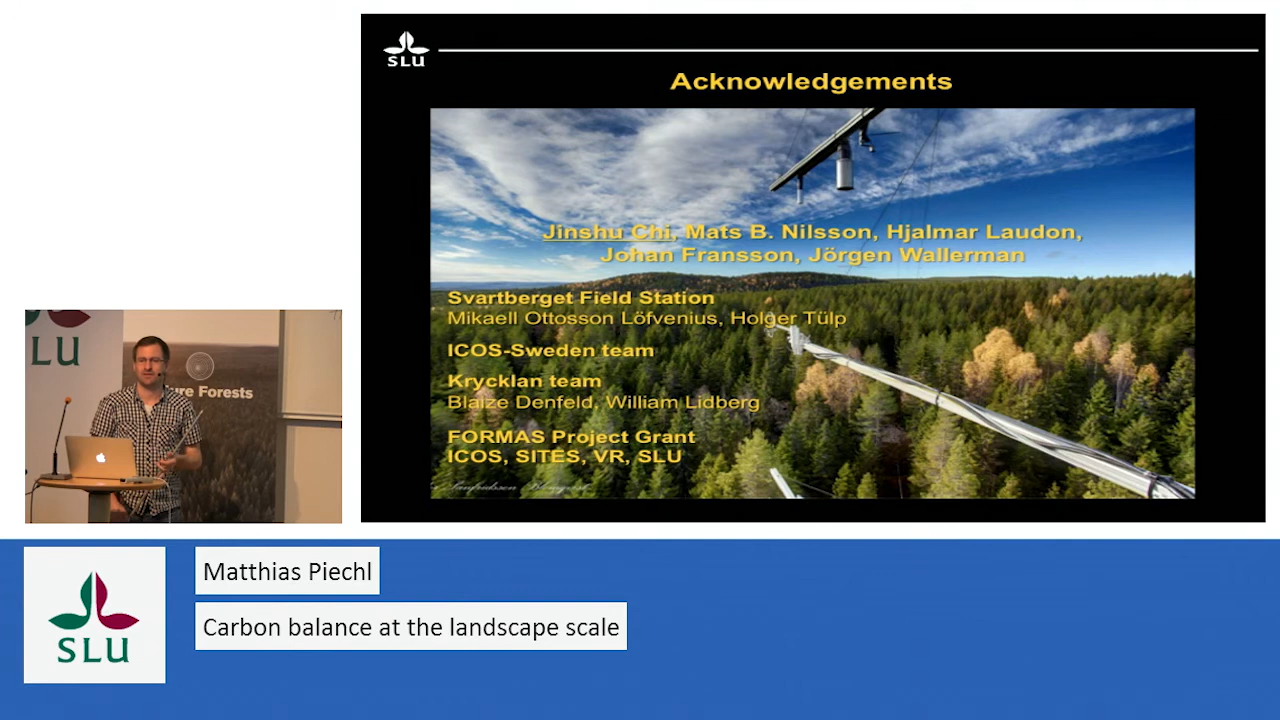 SLU
Acknowledgements
Jinshu Chi, Mats B. Nilsson, Hjalmar Laudon,
Johan Fransson, Jörgen Wallerman
Svartberget Field Station
Mikaell Ottosson Löfvenius, Holger Tülp
ICOS-Sweden team
Krycklan team
Blaize Denfeld, William Lidberg
FORMAS Project Grant
ICOS, SITES, VR, SLU
LU
ure Forests
SLU
Matthias Piechl
Carbon balance at the landscape scale